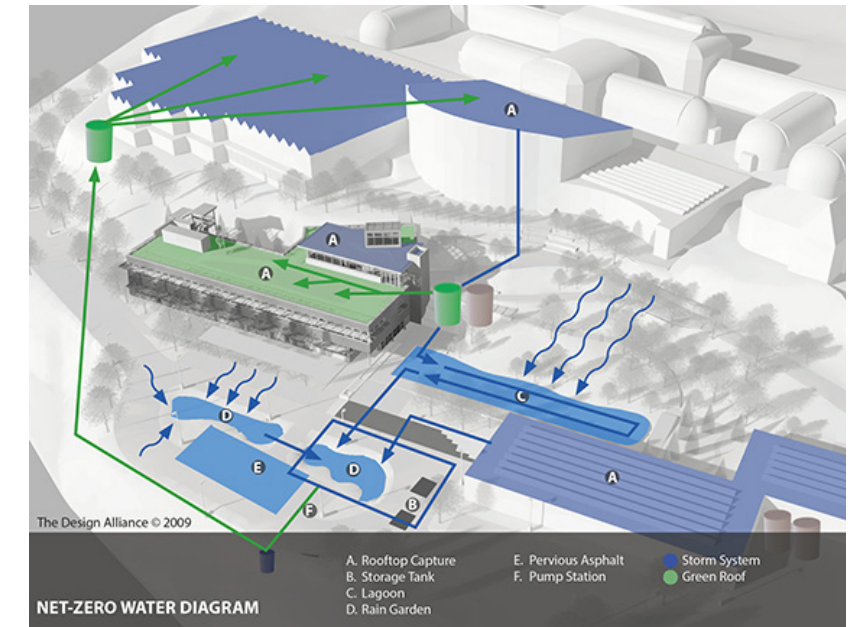 A
A
A
C
D
D
E
A
B
F
The Design Alliance © 2009
A. Rooftop Capture
B. Storage Tank
C. Lagoon
D. Rain Garden
E. Pervious Asphalt
F. Pump Station
Storm System
Green Roof
NET-ZERO WATER DIAGRAM